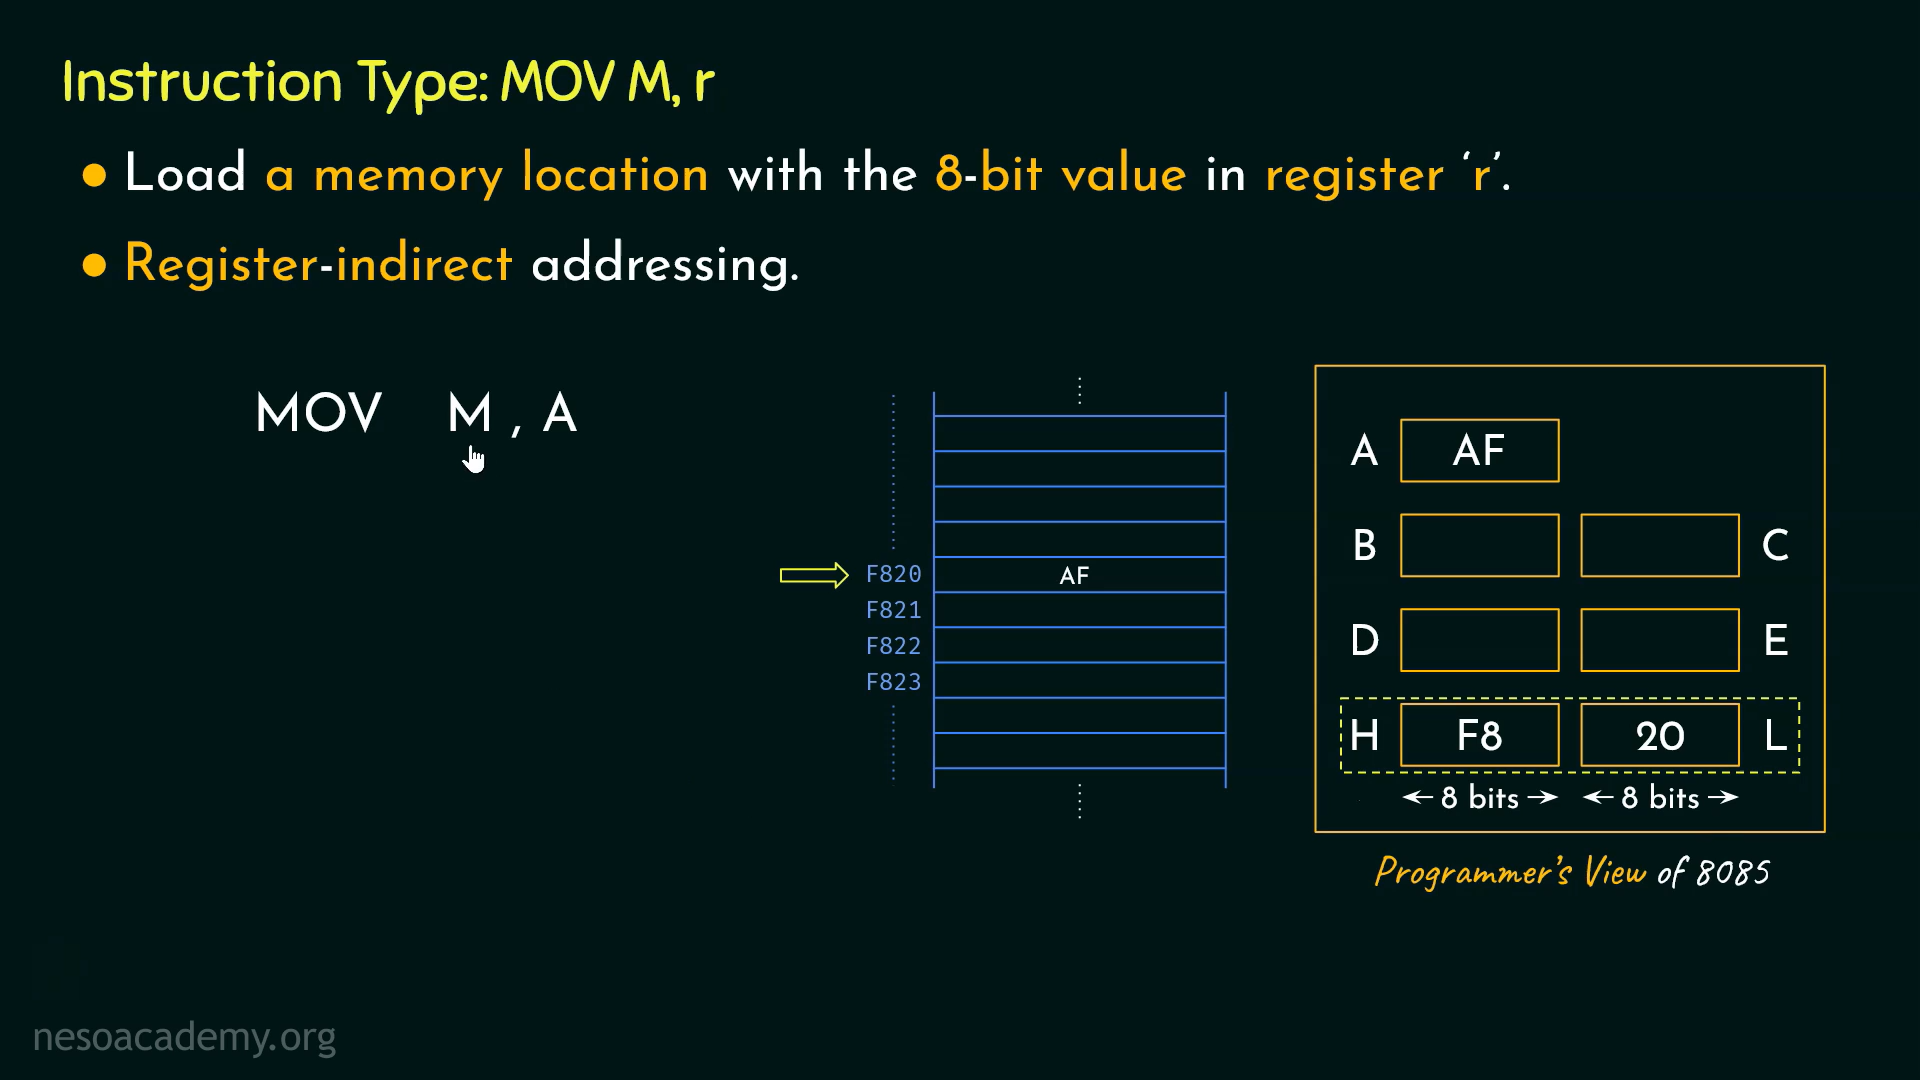 Instruction Type: MOV M, r
● Load a memory location with the 8-bit value in register ‘r’.
● Register-indirect addressing.
MOV M , A
F820 AF
F821
F822
F823
A AF
B C
D E
H F8 20 L
←8 bits→ ←8 bits→
Programmer's View of 8085
nesoacademy.org